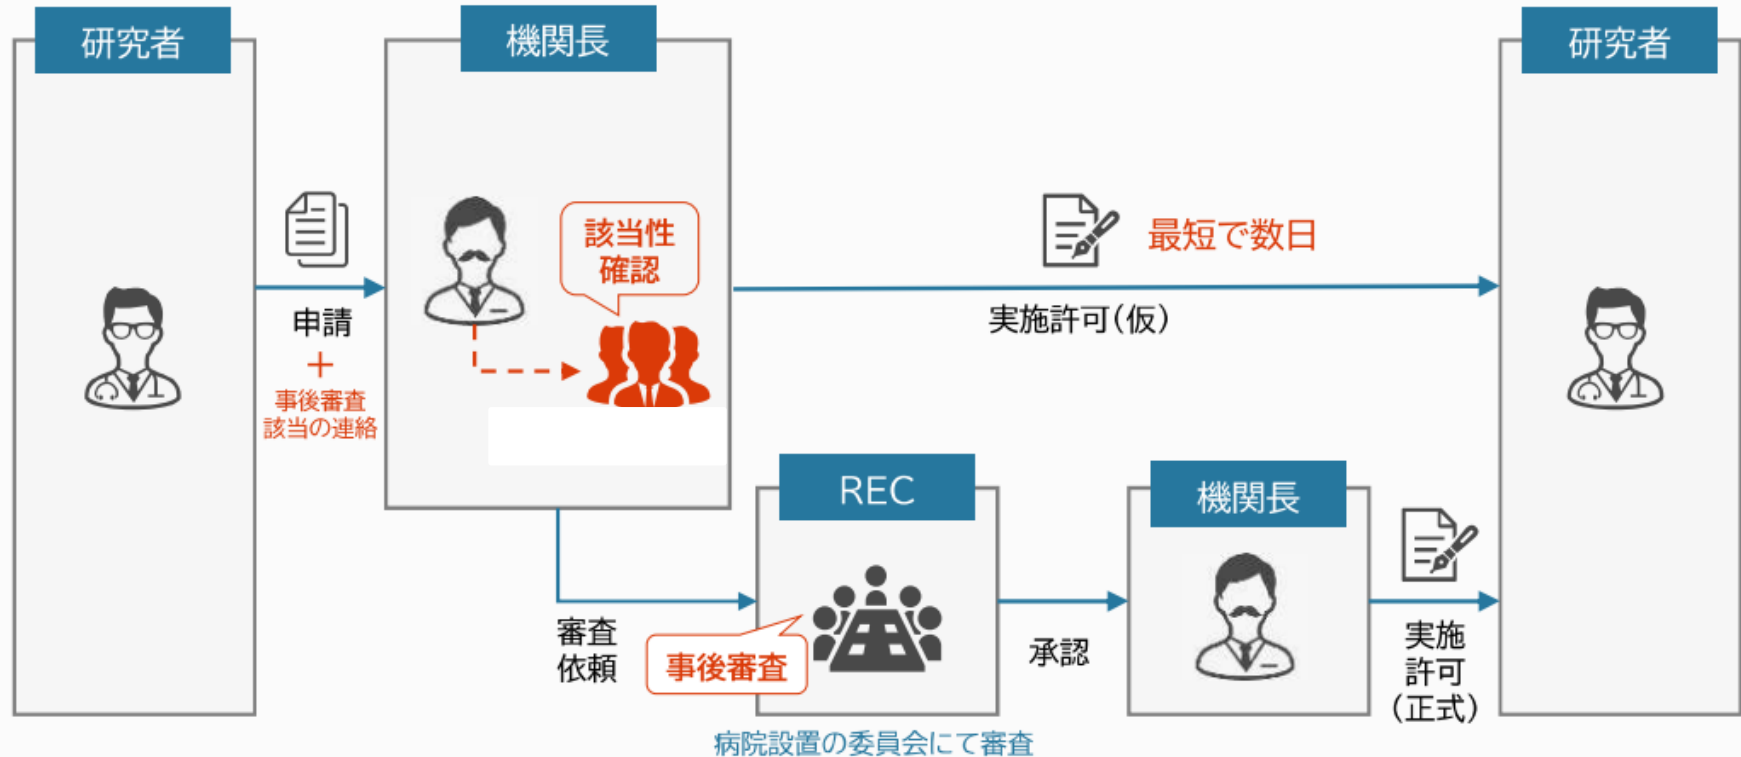 研究者
機関長
研究者
該当性
確認
申請
＋
事後審査
該当の連絡
最短で数日
実施許可（仮）
REC
機関長
審査
依頼
事後審査
承認
実施
許可
（正式）
病院設置の委員会にて審査